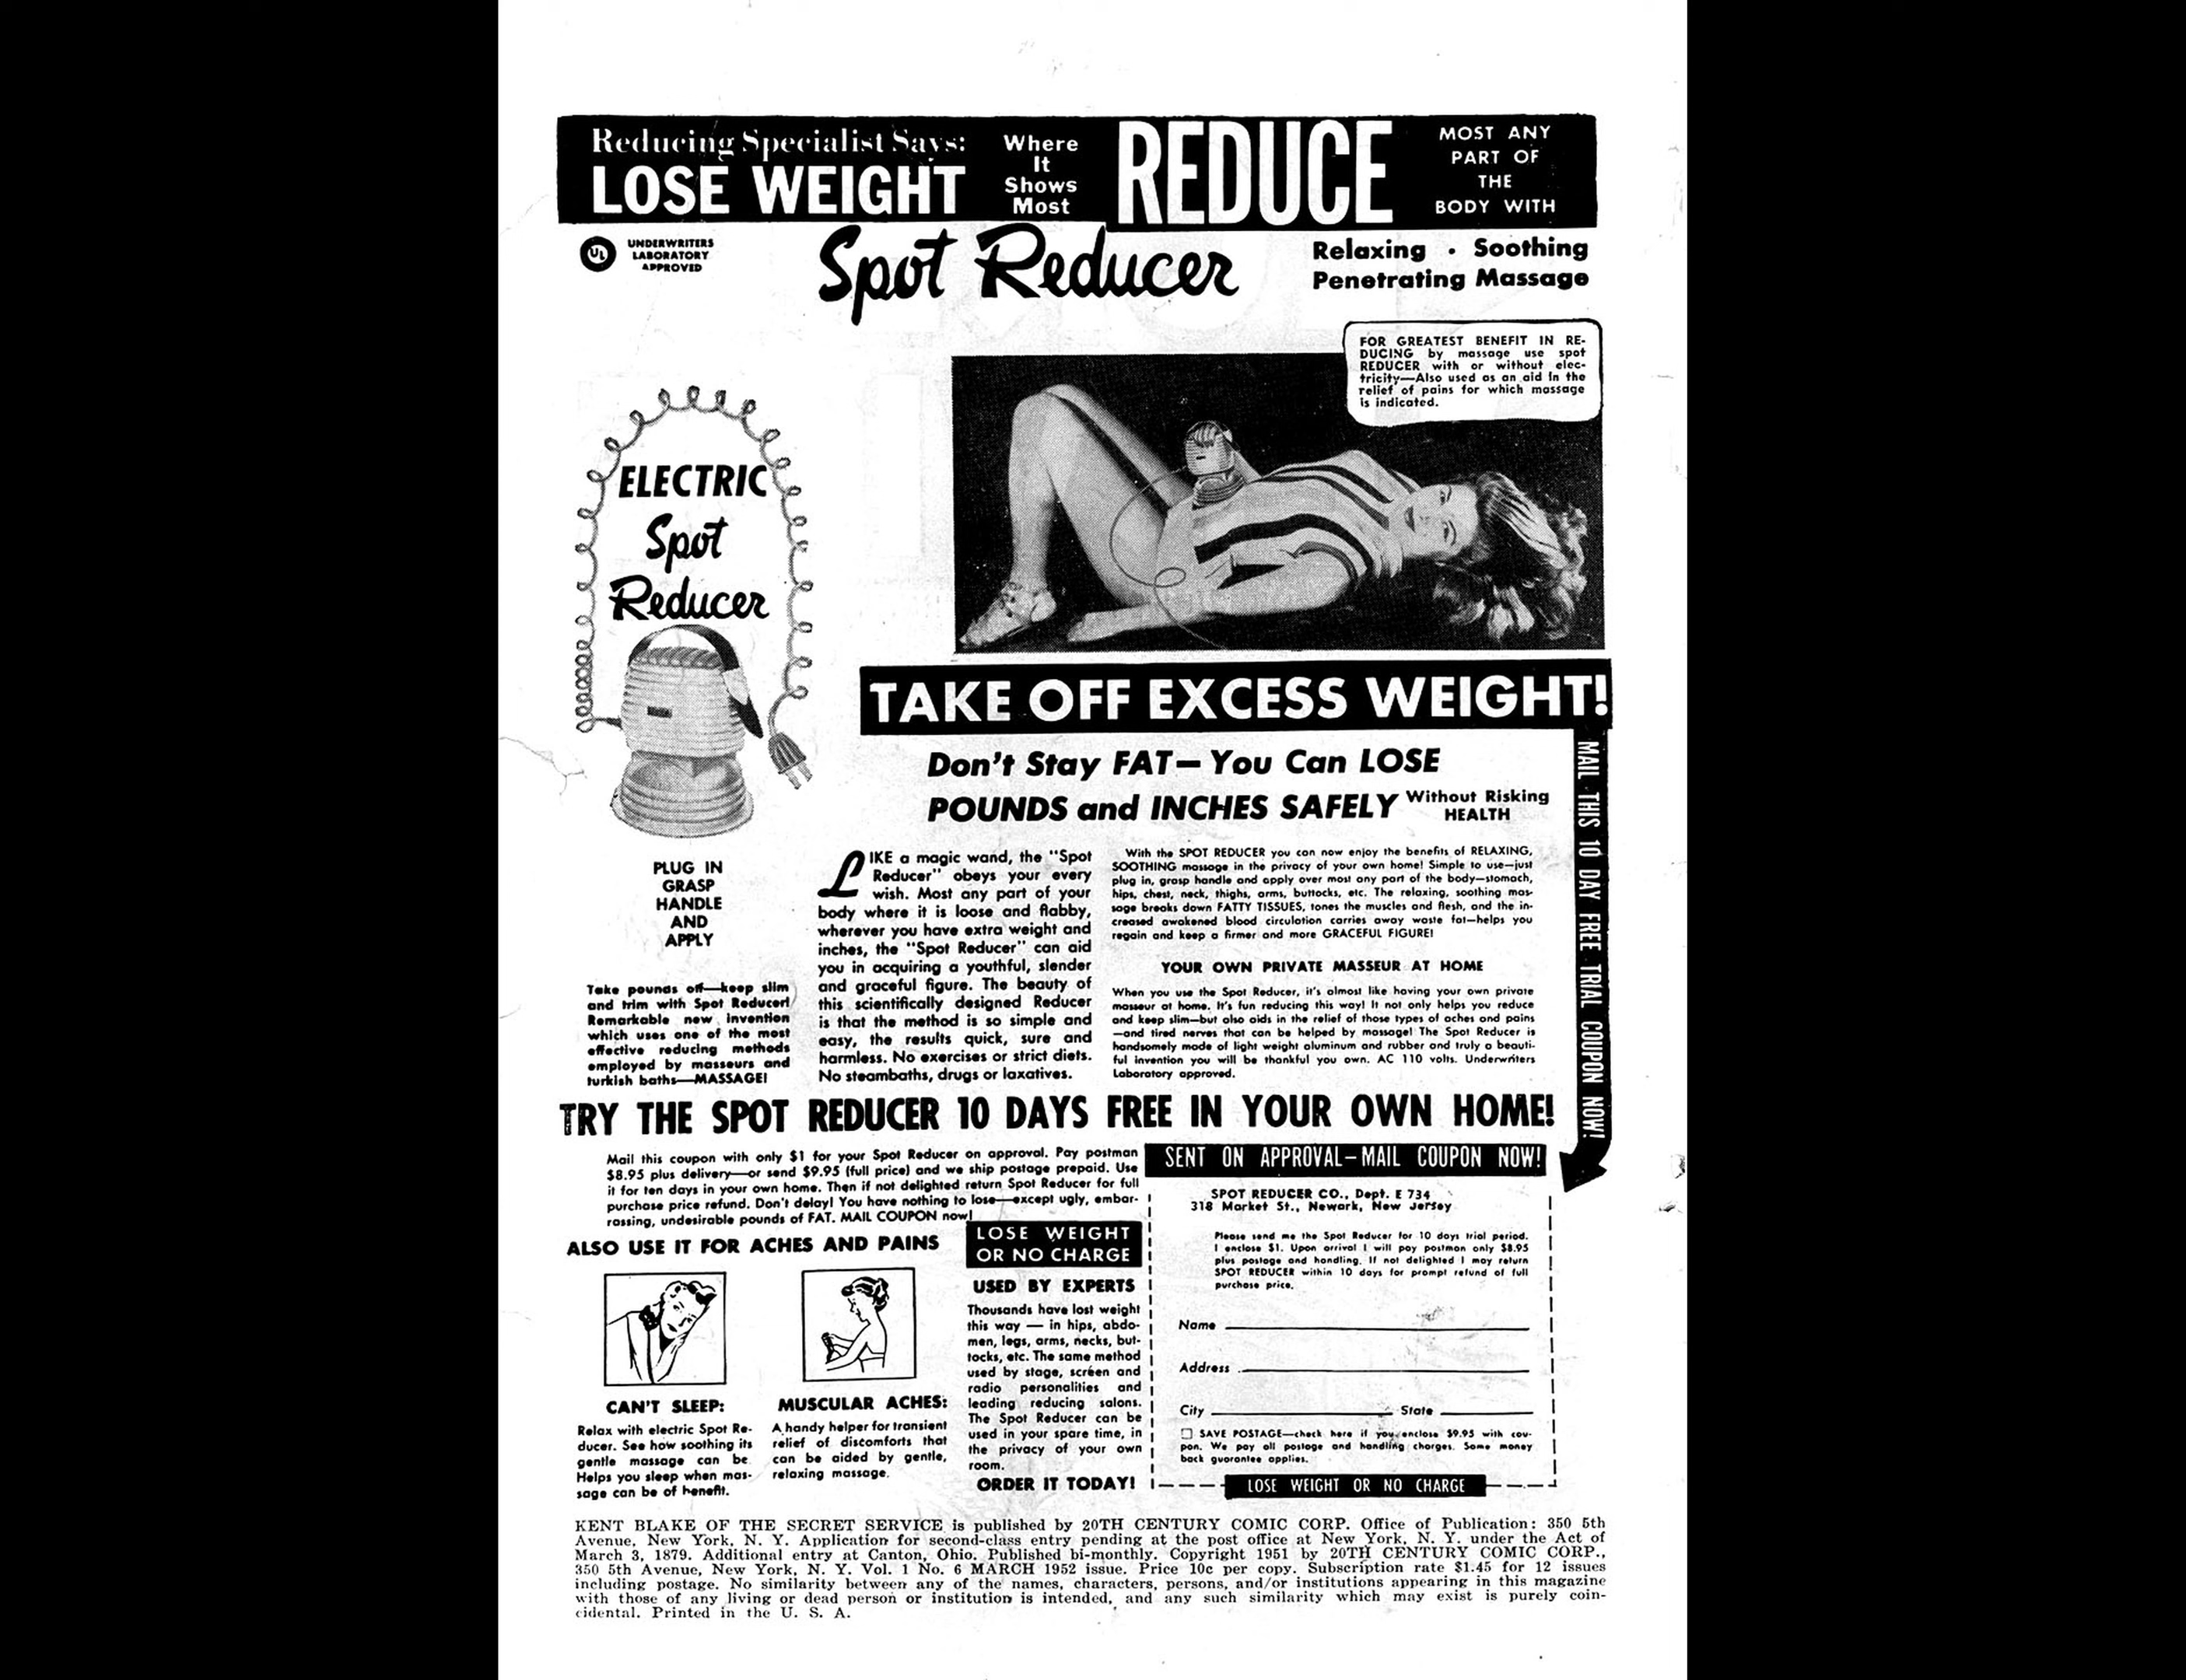 Reducing Specialist Says:
LOSE WEIGHT
Where
It
Shows
Most
REDUCE
MOST ANY
PART OF
THE
BODY WITH
UL
UNDERWRITERS
LABORATORY
APPROVED
Spot Reducer
Relaxing • Soothing
Penetrating Massage
FOR GREATEST BENEFIT IN RE-
DUCING by massage use spot
REDUCER with or without elec-
tricity—Also used as an aid in the
relief of pains for which massage
is indicated.
ELECTRIC
Spot
Reducer
TAKE OFF EXCESS WEIGHT!
Don't Stay FAT— You Can LOSE
POUNDS and INCHES SAFELY Without Risking
HEALTH
MAIL THIS 10 DAY FREE TRIAL COUPON NOW!
PLUG IN
GRASP
HANDLE
AND
APPLY
Take pounds off—keep slim
and trim with Spot Reducer!
Remarkable new invention
which uses one of the most
effective reducing methods
employed by masseurs and
turkish baths—MASSAGE!
LIKE a magic wand, the "Spot
Reducer" obeys your every
wish. Most any part of your
body where it is loose and flabby,
wherever you have extra weight and
inches, the "Spot Reducer" can aid
you in acquiring a youthful, slender
and graceful figure. The beauty of
this scientifically designed Reducer
is that the method is so simple and
easy, the results quick, sure and
harmless. No exercises or strict diets.
No steambaths, drugs or laxatives.
With the SPOT REDUCER you can now enjoy the benefits of RELAXING,
SOOTHING massage in the privacy of your own home! Simple to use—just
plug in, grasp handle and apply over most any part of the body—stomach,
hips, chest, neck, thighs, arms, buttocks, etc. The relaxing, soothing mas-
sage breaks down FATTY TISSUES, tones the muscles and flesh, and the in-
creased awakened blood circulation carries away waste fat—helps you
regain and keep a firmer and more GRACEFUL FIGURE!
YOUR OWN PRIVATE MASSEUR AT HOME
When you use the Spot Reducer, it's almost like having your own private
masseur at home. It's fun reducing this way! It not only helps you reduce
and keep slim—but also aids in the relief of those types of aches and pains
—and tired nerves that can be helped by massage! The Spot Reducer is
handsomely made of light weight aluminum and rubber and truly a beauti-
ful invention you will be thankful you own. AC 110 volts. Underwriters
Laboratory approved.
TRY THE SPOT REDUCER 10 DAYS FREE IN YOUR OWN HOME!
Mail this coupon with only $1 for your Spot Reducer on approval. Pay postman
$8.95 plus delivery—or send $9.95 (full price) and we ship postage prepaid. Use
it for ten days in your own home. Then if not delighted return Spot Reducer for full
purchase price refund. Don't delay! You have nothing to lose—except ugly, embar-
rassing, undesirable pounds of FAT. MAIL COUPON now!
ALSO USE IT FOR ACHES AND PAINS
CAN'T SLEEP:
Relax with electric Spot Re-
ducer. See how soothing its
gentle massage can be.
Helps you sleep when mas-
sage can be of benefit.
MUSCULAR ACHES:
A handy helper for transient
relief of discomforts that
can be aided by gentle,
relaxing massage.
LOSE WEIGHT
OR NO CHARGE
USED BY EXPERTS
Thousands have lost weight
this way — in hips, abdo-
men, legs, arms, necks, but-
tocks, etc. The same method
used by stage, screen and
radio personalities and
leading reducing salons.
The Spot Reducer can be
used in your spare time, in
the privacy of your own
room.
ORDER IT TODAY!
SENT ON APPROVAL—MAIL COUPON NOW!
SPOT REDUCER CO., Dept. E 734
318 Market St., Newark, New Jersey
Please send me the Spot Reducer for 10 days trial period.
I enclose $1. Upon arrival I will pay postman only $8.95
plus postage and handling. If not delighted I may return
SPOT REDUCER within 10 days for prompt refund of full
purchase price.
Name
Address
City State
SAVE POSTAGE—check here if you enclose $9.95 with cou-
pon. We pay all postage and handling charges. Same money
back guarantee applies.
LOSE WEIGHT OR NO CHARGE
KENT BLAKE OF THE SECRET SERVICE is published by 20TH CENTURY COMIC CORP. Office of Publication: 350 5th
Avenue, New York, N. Y. Application for second-class entry pending at the post office at New York, N. Y. under the Act of
March 3, 1879. Additional entry at Canton, Ohio. Published bi-monthly. Copyright 1951 by 20TH CENTURY COMIC CORP.,
350 5th Avenue, New York, N. Y. Vol. 1 No. 6 MARCH 1952 issue. Price 10c per copy. Subscription rate $1.45 for 12 issues
including postage. No similarity between any of the names, characters, persons, and/or institutions appearing in this magazine
with those of any living or dead person or institution is intended, and any such similarity which may exist is purely coin-
cidental. Printed in the U. S. A.